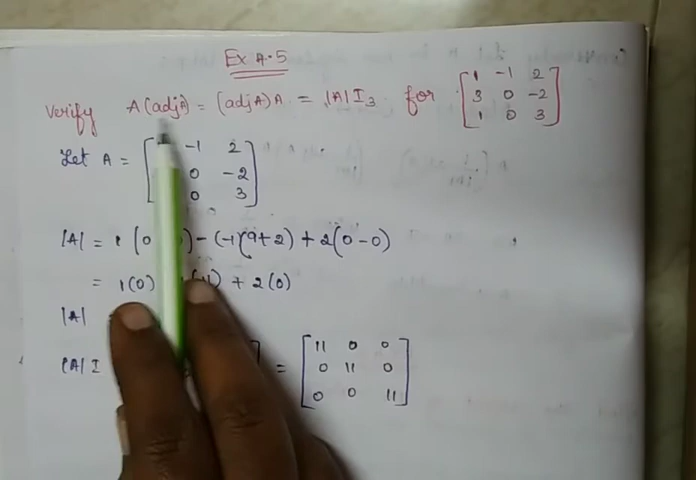 Ex 4.5
Verify A(adjA) = (adjA)A = |A|I₃ for [1 -1 2
3 0 -2
1 0 3]
Let A = [-1 2
0 -2
0 3]
|A| = 1(0 ) - (-1)(9+2) + 2(0-0)
= 1(0) (11) + 2(0)
|A|
|A| I ] = [11 0 0
0 11 0
0 0 11]